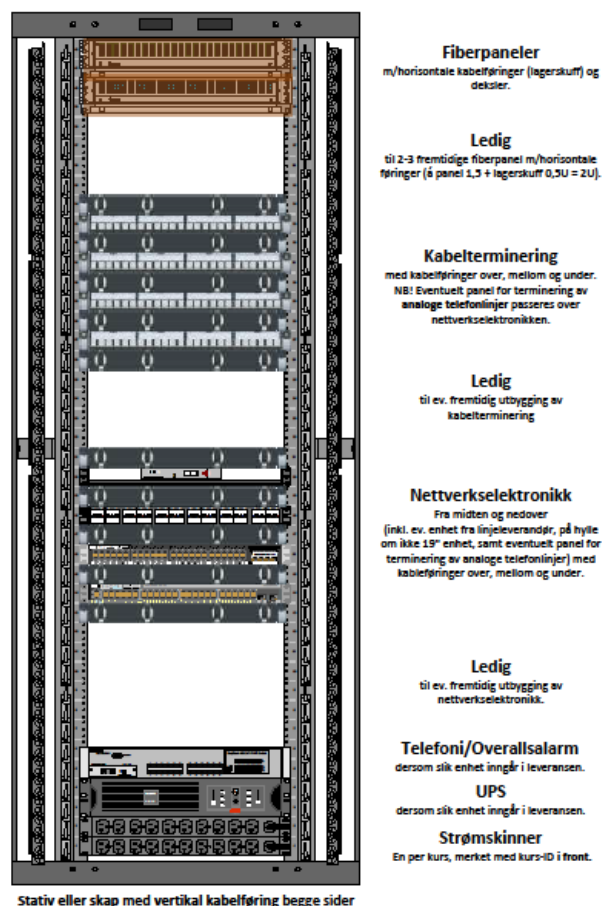 Fiberpaneler
m/horisontale kabelføringer (lagerskuff) og
deksler.
Ledig
til 2-3 fremtidige fiberpanel m/horisontale
føringer (á panel 1,5 + lagerskuff 0,5U = 2U).
Kabelterminering
med kabelføringer over, mellom og under.
NB! Eventuelt panel for terminering av
analoge telefonlinjer passeres over
nettverkselektronikken.
Ledig
til ev. fremtidig utbygging av
kabelterminering
Nettverkselektronikk
Fra midten og nedover
(inkl. ev. enhet fra linjeleverandør, på hylle
om ikke 19" enhet, samt eventuelt panel for
terminering av analoge telefonlinjer) med
kableføringer over, mellom og under.
Ledig
til ev. fremtidig utbygging av
nettverkselektronikk.
Telefoni/Overallsalarm
dersom slik enhet inngår i leveransen.
UPS
dersom slik enhet inngår i leveransen.
Strømskinner
En per kurs, merket med kurs-ID i front.
Stativ eller skap med vertikal kabelføring begge sider